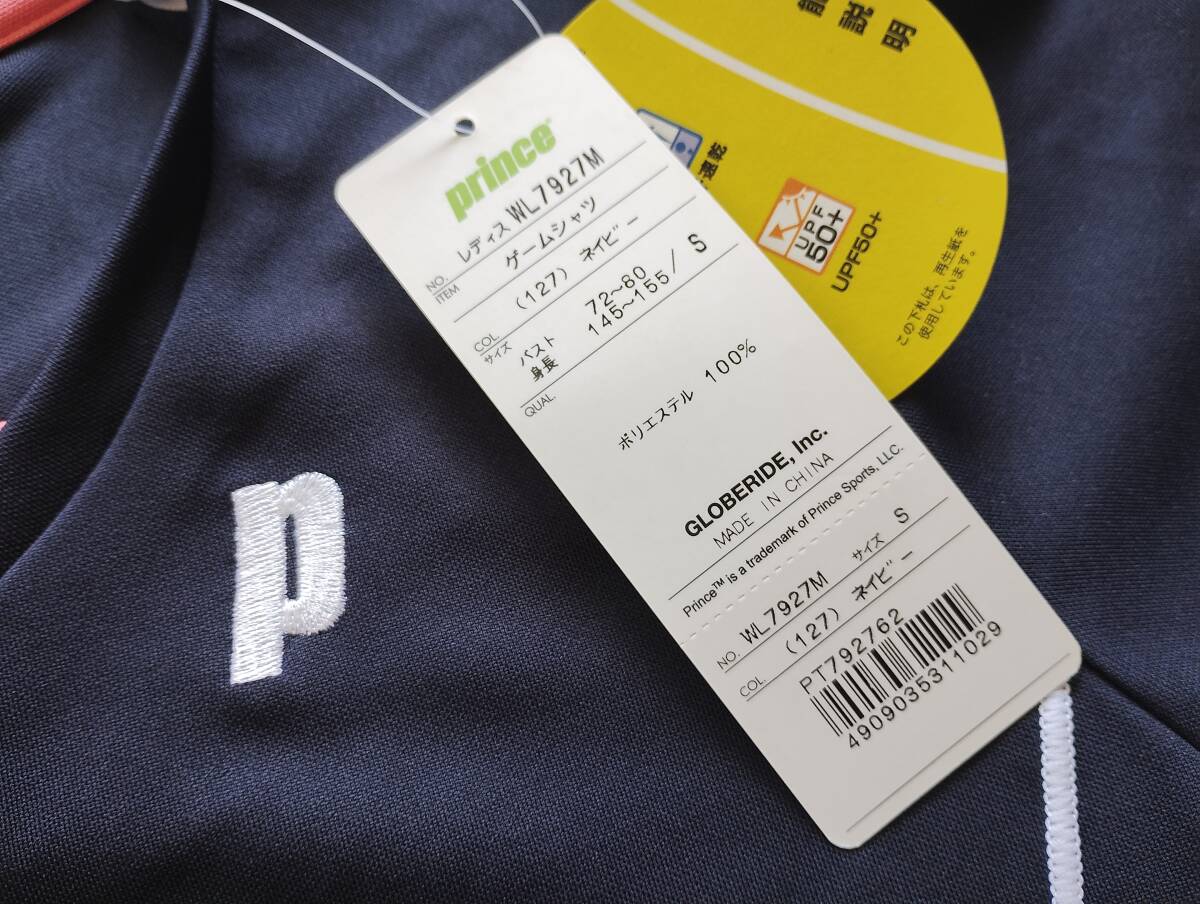 prince
NO. レディス WL7927M
ITEM ゲームシャツ
COL. (127) ネイビー
サイズ バスト 72~80
身長 145~155 / S
QUAL.
ポリエステル 100%
GLOBERIDE, Inc.
MADE IN CHINA
Prince™ is a trademark of Prince Sports, LLC.
NO. WL7927M サイズ S
COL. (127) ネイビー
PT792762
4909035311029
説明
速乾
UPF
50+
UPF50+
この下札は、再生紙を
使用しています。
p